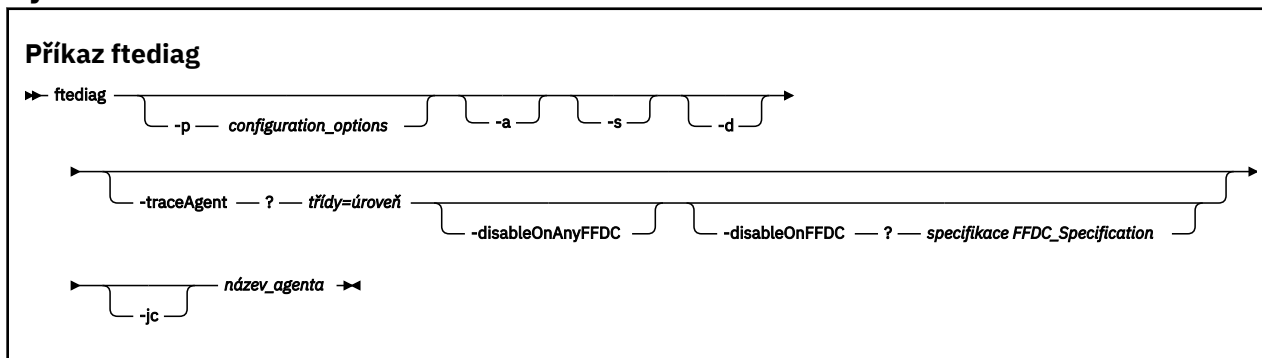 Příkaz ftediag
ftediag
-p configuration_options -a -s -d
-traceAgent ? třídy=úroveň
-disableOnAnyFFDC -disableOnFFDC ? specifikace FFDC_Specification
název_agenta
-jc